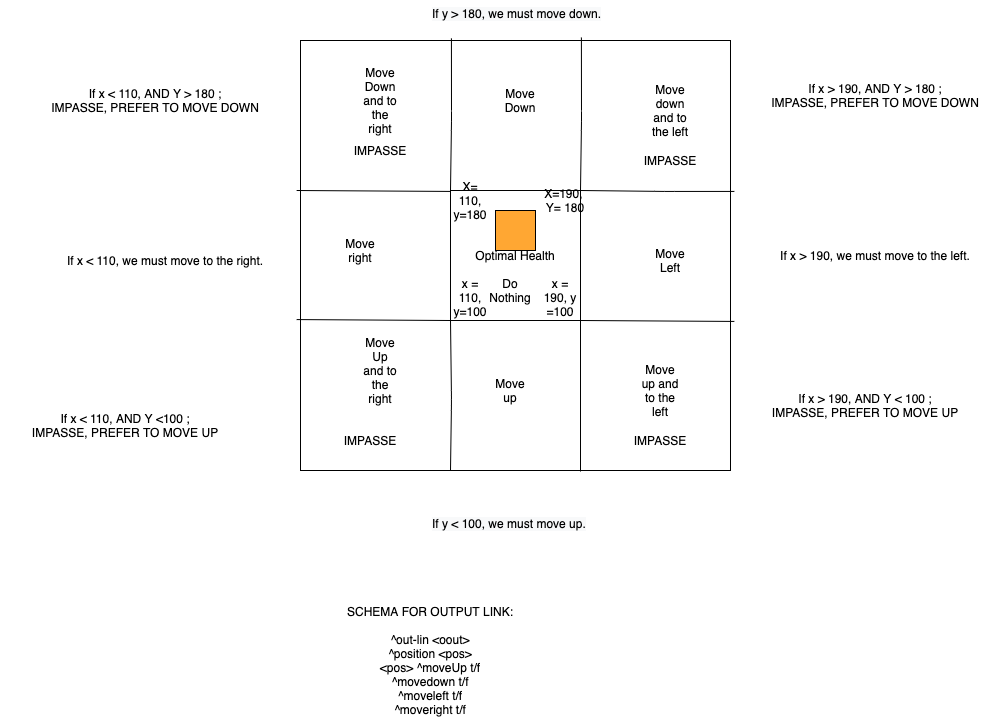 If y > 180, we must move down.
If x < 110, AND Y > 180 ;
IMPASSE, PREFER TO MOVE DOWN
Move
Down
and to
the
right
IMPASSE
Move
Down
Move
down
and to
the left
IMPASSE
If x > 190, AND Y > 180 ;
IMPASSE, PREFER TO MOVE DOWN
If x < 110, we must move to the right.
Move
right
X=
110,
y=180
X=190,
Y= 180
Optimal Health
x =
110,
y=100
Do
Nothing
x =
190, y
=100
Move
Left
If x > 190, we must move to the left.
If x < 110, AND Y <100 ;
IMPASSE, PREFER TO MOVE UP
Move
Up
and to
the
right
IMPASSE
Move
up
Move
up and
to the
left
IMPASSE
If x > 190, AND Y < 100 ;
IMPASSE, PREFER TO MOVE UP
If y < 100, we must move up.
SCHEMA FOR OUTPUT LINK:
^out-lin <oout>
^position <pos>
<pos> ^moveUp t/f
^movedown t/f
^moveleft t/f
^moveright t/f